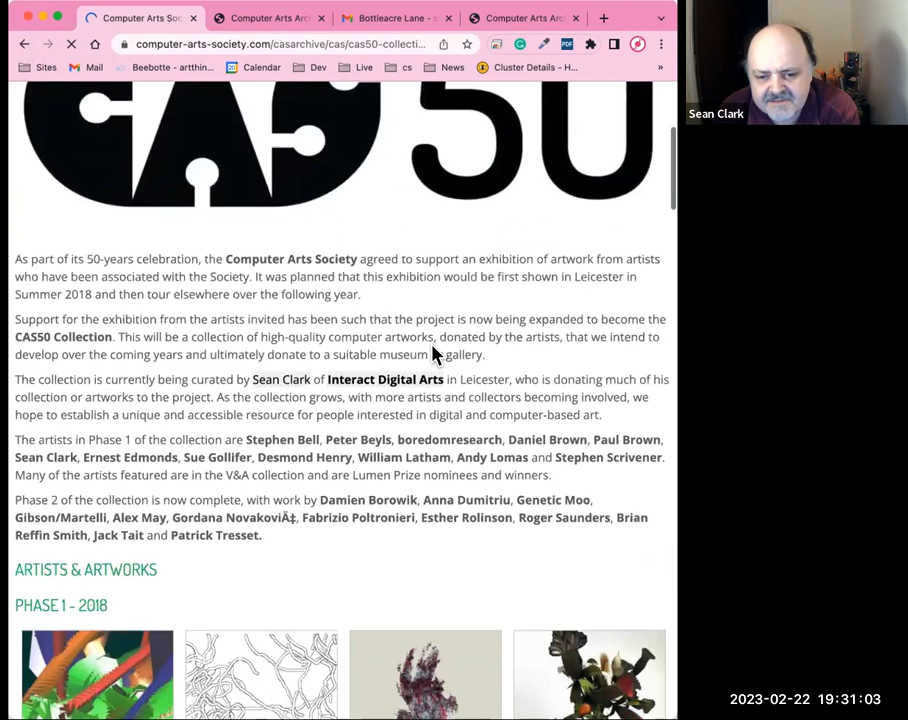 Computer Arts Soc
Computer Arts Arc
Bottleacre Lane -
Computer Arts Arc
computer-arts-society.com/casarchive/cas/cas50-collecti...
PDF
Sites
Mail
Beebotte - artthin...
Calendar
Dev
Live
cs
News
Cluster Details - H...
»
Sean Clark
CAS 50
As part of its 50-years celebration, the Computer Arts Society agreed to support an exhibition of artwork from artists
who have been associated with the Society. It was planned that this exhibition would be first shown in Leicester in
Summer 2018 and then tour elsewhere over the following year.
Support for the exhibition from the artists invited has been such that the project is now being expanded to become the
CAS50 Collection. This will be a collection of high-quality computer artworks, donated by the artists, that we intend to
develop over the coming years and ultimately donate to a suitable museum gallery.
The collection is currently being curated by Sean Clark of Interact Digital Arts in Leicester, who is donating much of his
collection or artworks to the project. As the collection grows, with more artists and collectors becoming involved, we
hope to establish a unique and accessible resource for people interested in digital and computer-based art.
The artists in Phase 1 of the collection are Stephen Bell, Peter Beyls, boredomresearch, Daniel Brown, Paul Brown,
Sean Clark, Ernest Edmonds, Sue Gollifer, Desmond Henry, William Latham, Andy Lomas and Stephen Scrivener.
Many of the artists featured are in the V&A collection and are Lumen Prize nominees and winners.
Phase 2 of the collection is now complete, with work by Damien Borowik, Anna Dumitriu, Genetic Moo,
Gibson/Martelli, Alex May, Gordana NovakoviÄ‡, Fabrizio Poltronieri, Esther Rolinson, Roger Saunders, Brian
Reffin Smith, Jack Tait and Patrick Tresset.
ARTISTS & ARTWORKS
PHASE 1 - 2018
2023-02-22 19:31:03